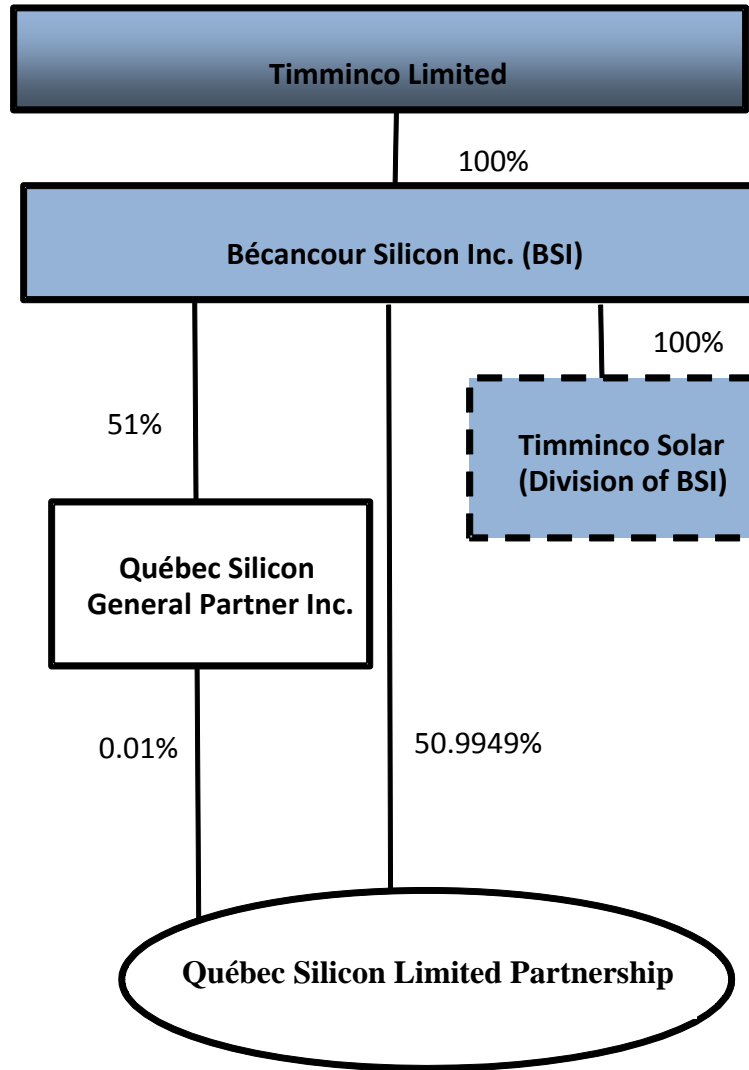 Timminco Limited
100%
Bécancour Silicon Inc. (BSI)
100%
51%
Timminco Solar
(Division of BSI)
Québec Silicon
General Partner Inc.
0.01%
50.9949%
Québec Silicon Limited Partnership